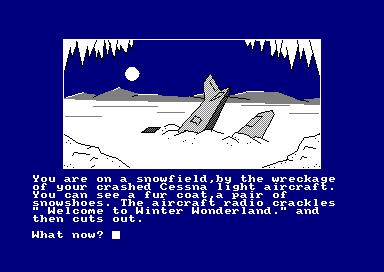 You are on a snowfield,by the wreckage
of your crashed Cessna light aircraft.
You can see a fur coat,a pair of
snowshoes. The aircraft radio crackles
" Welcome to Winter Wonderland." and
then cuts out.
What now?